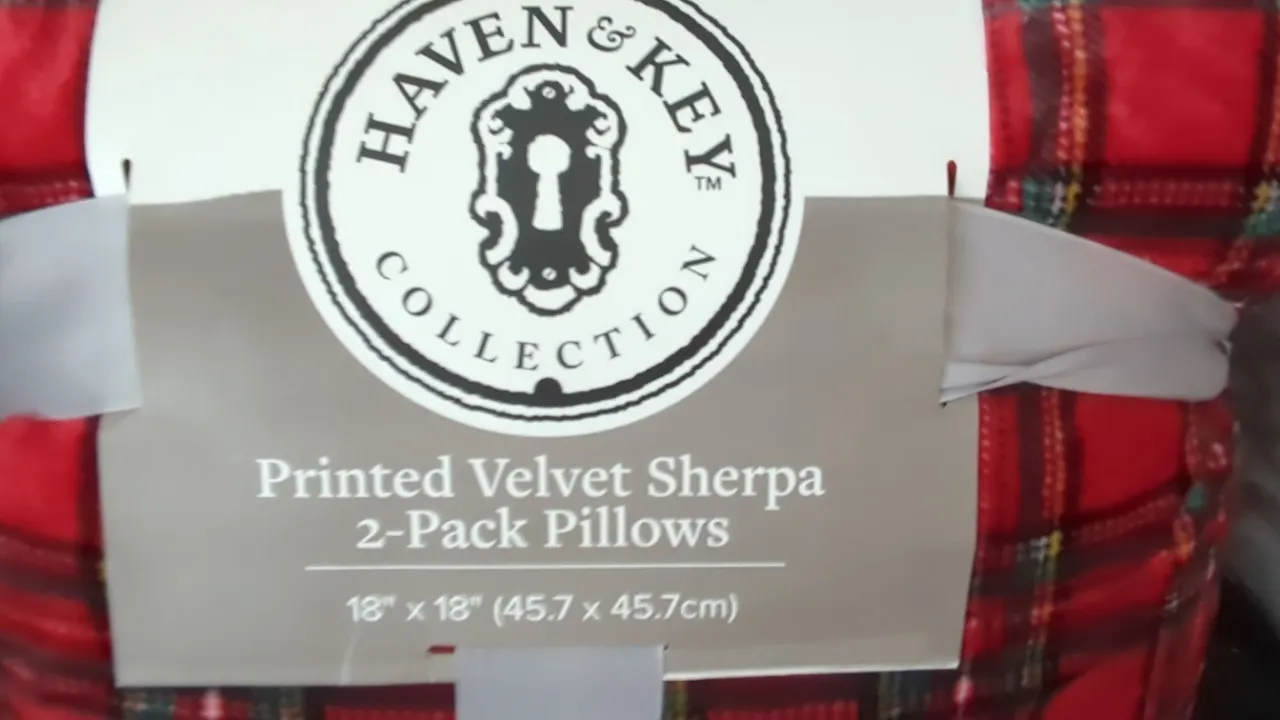 HAVEN & KEY™
COLLECTION
Printed Velvet Sherpa
2-Pack Pillows
18" x 18" (45.7 x 45.7cm)